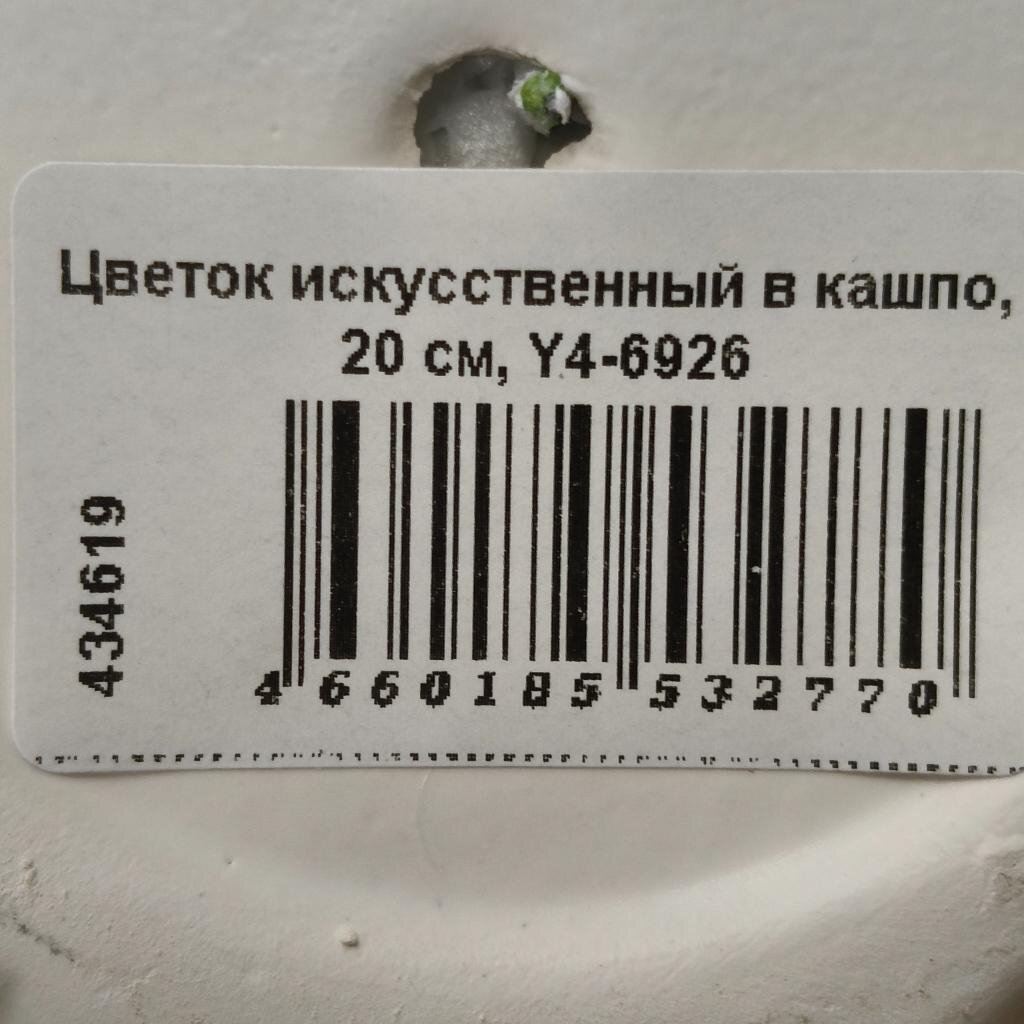 Цветок искусственный в кашпо,
20 см, Y4-6926
434619
4 660185 532770